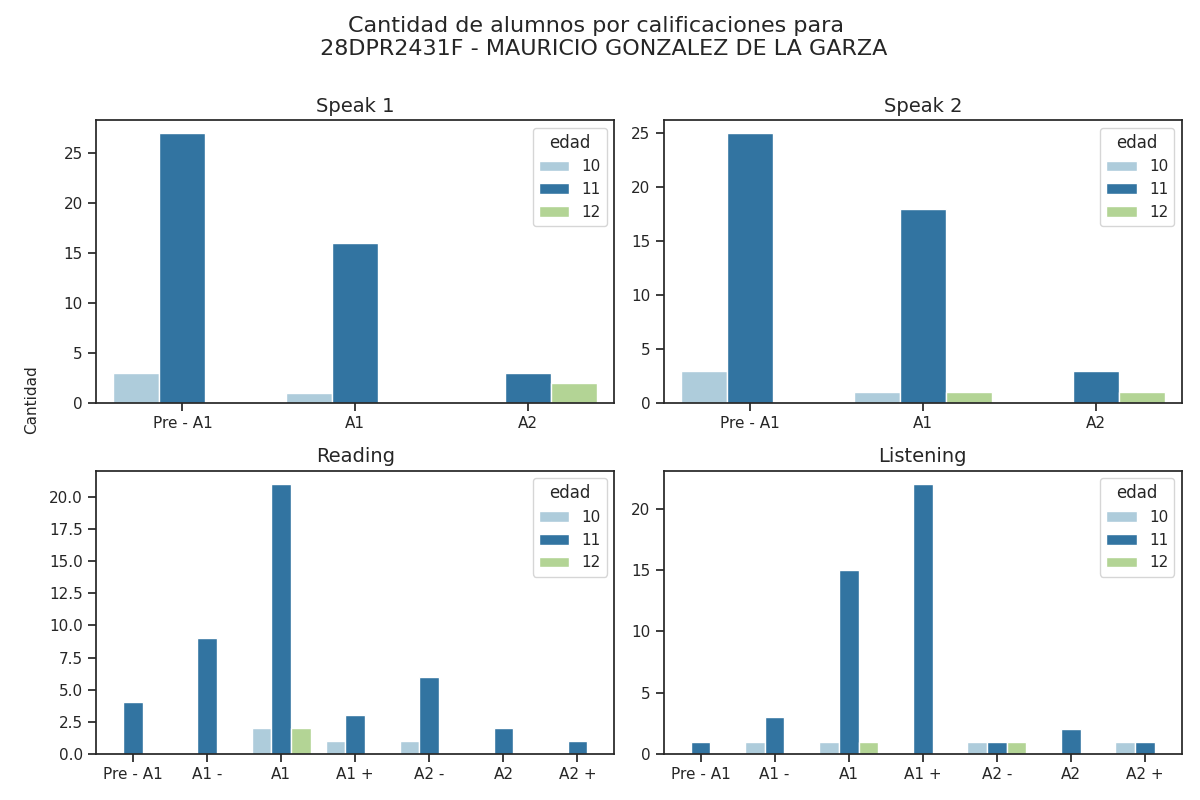 Cantidad de alumnos por calificaciones para
28DPR2431F - MAURICIO GONZALEZ DE LA GARZA
Speak 1
25
20
15
10
5
0
Pre - A1
A1
A2
edad
10
11
12
Speak 2
25
20
15
10
5
0
Pre - A1
A1
A2
edad
10
11
12
Cantidad
Reading
20.0
17.5
15.0
12.5
10.0
7.5
5.0
2.5
0.0
Pre - A1
A1 -
A1
A1 +
A2 -
A2
A2 +
edad
10
11
12
Listening
20
15
10
5
0
Pre - A1
A1 -
A1
A1 +
A2 -
A2
A2 +
edad
10
11
12